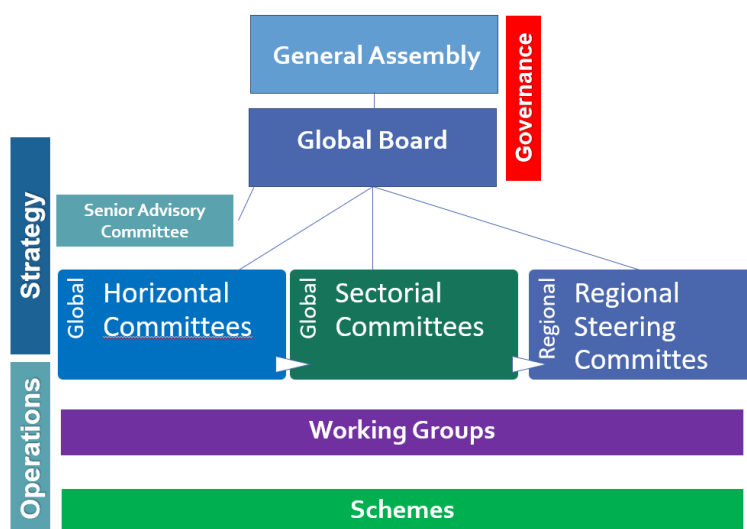 General Assembly
Governance
Global Board
Strategy
Senior Advisory
Committee
Global
Horizontal
Committees
Global
Sectorial
Committees
Regional
Regional
Steering
Committes
Operations
Working Groups
Schemes